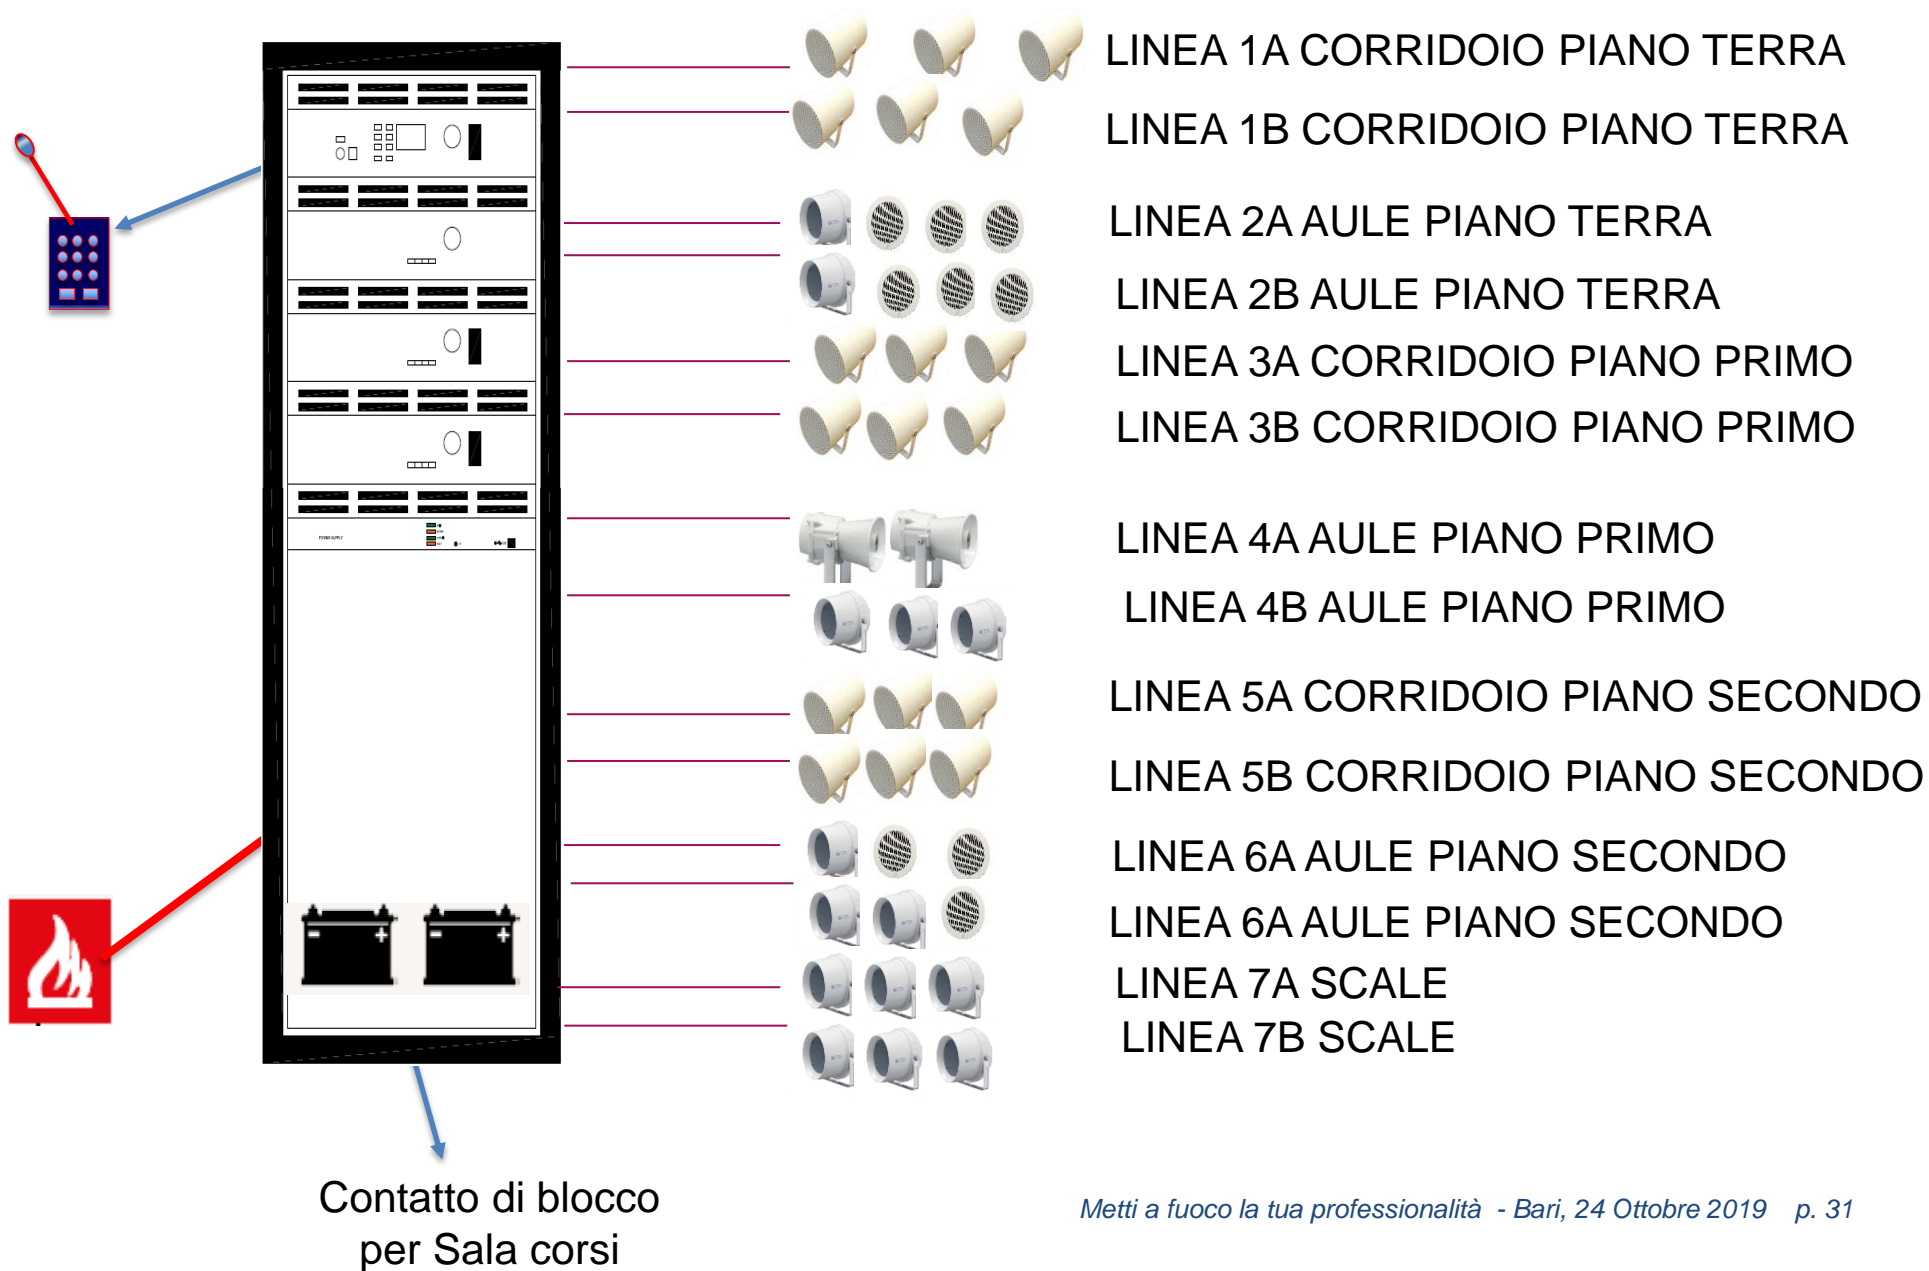 LINEA 1A CORRIDOIO PIANO TERRA
LINEA 1B CORRIDOIO PIANO TERRA
LINEA 2A AULE PIANO TERRA
LINEA 2B AULE PIANO TERRA
LINEA 3A CORRIDOIO PIANO PRIMO
LINEA 3B CORRIDOIO PIANO PRIMO
POWER SUPPLY
LINEA 4A AULE PIANO PRIMO
LINEA 4B AULE PIANO PRIMO
LINEA 5A CORRIDOIO PIANO SECONDO
LINEA 5B CORRIDOIO PIANO SECONDO
LINEA 6A AULE PIANO SECONDO
LINEA 6A AULE PIANO SECONDO
LINEA 7A SCALE
LINEA 7B SCALE
Contatto di blocco
per Sala corsi
Metti a fuoco la tua professionalità - Bari, 24 Ottobre 2019 p. 31